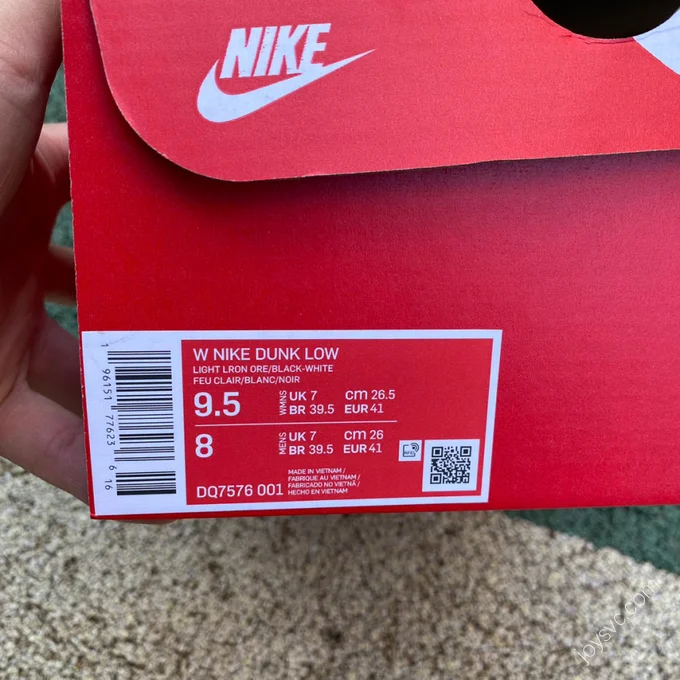 NIKE
W NIKE DUNK LOW
LIGHT LRON ORE/BLACK-WHITE
FEU CLAIR/BLANC/NOIR
9.5 WMNS UK 7 cm 26.5
BR 39.5 EUR 41
8 MENS UK 7 cm 26
BR 39.5 EUR 41
MADE IN VIETNAM /
FABRIQUE AU VIETNAM /
FABRICADO NO VIETNÃ /
HECHO EN VIETNAM
DQ7576 001
1 96151 77623 6 16
joysvc.com